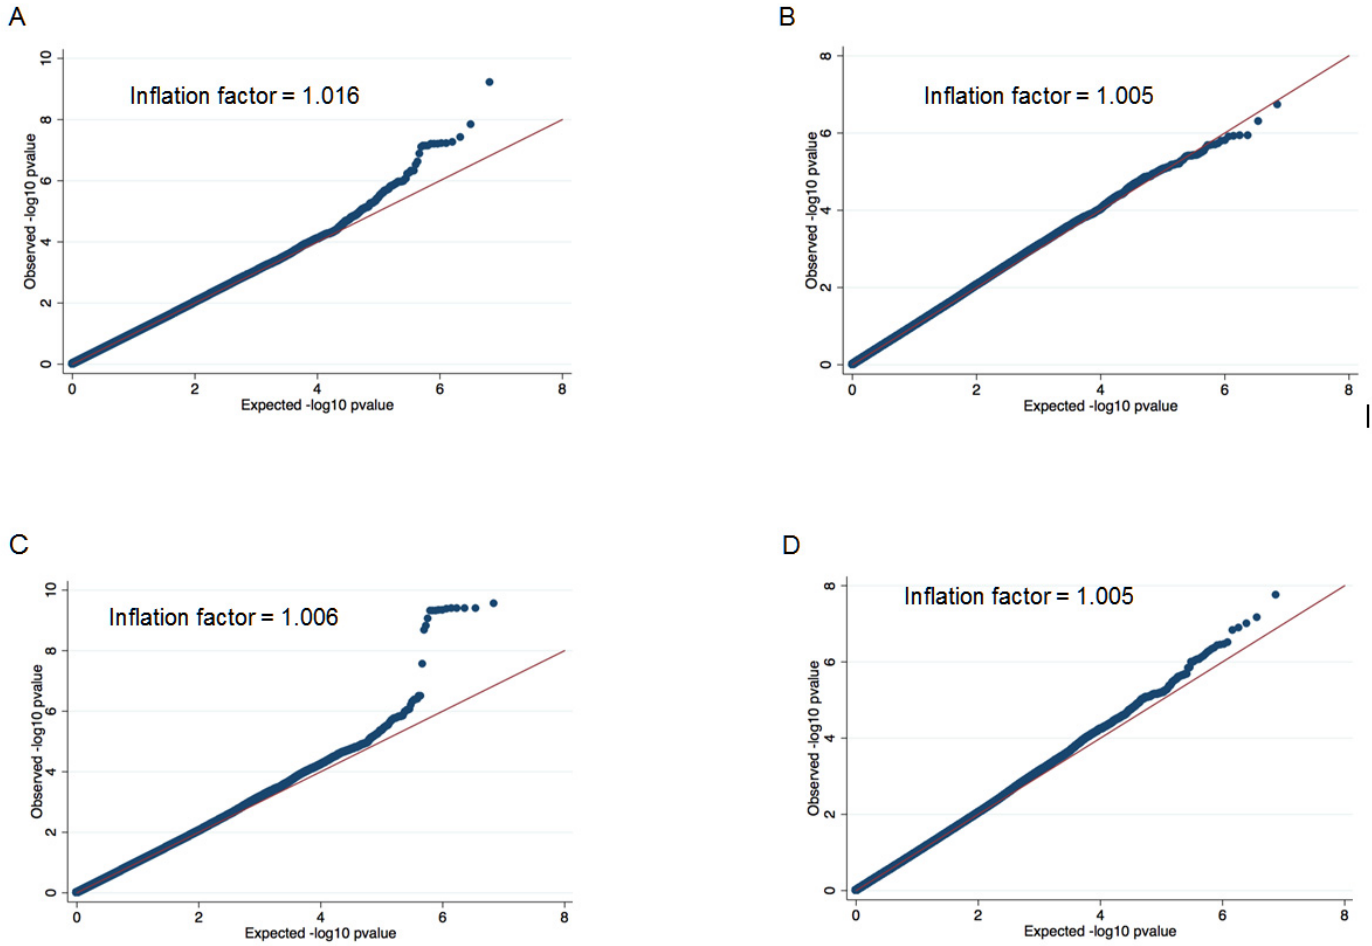 A
Inflation factor = 1.016
Observed -log10 pvalue
10
8
6
4
2
0
0 2 4 6 8
Expected -log10 pvalue
B
Inflation factor = 1.005
Observed -log10 pvalue
8
6
4
2
0
0 2 4 6 8
Expected -log10 pvalue
C
Inflation factor = 1.006
Observed -log10 pvalue
10
8
6
4
2
0
0 2 4 6 8
Expected -log10 pvalue
D
Inflation factor = 1.005
Observed -log10 pvalue
8
6
4
2
0
0 2 4 6 8
Expected -log10 pvalue